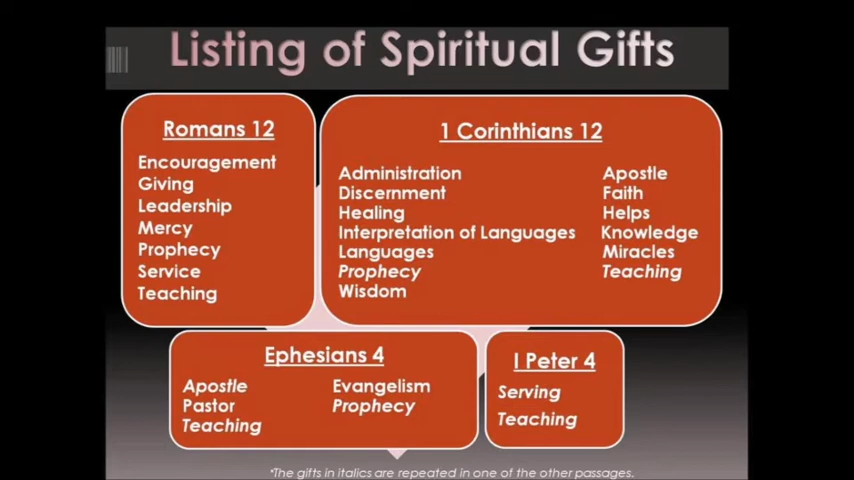 Listing of Spiritual Gifts
Romans 12
Encouragement
Giving
Leadership
Mercy
Prophecy
Service
Teaching
1 Corinthians 12
Administration
Discernment
Healing
Interpretation of Languages
Languages
Prophecy
Wisdom
Apostle
Faith
Helps
Knowledge
Miracles
Teaching
Ephesians 4
Apostle
Pastor
Teaching
Evangelism
Prophecy
I Peter 4
Serving
Teaching
*The gifts in italics are repeated in one of the other passages.